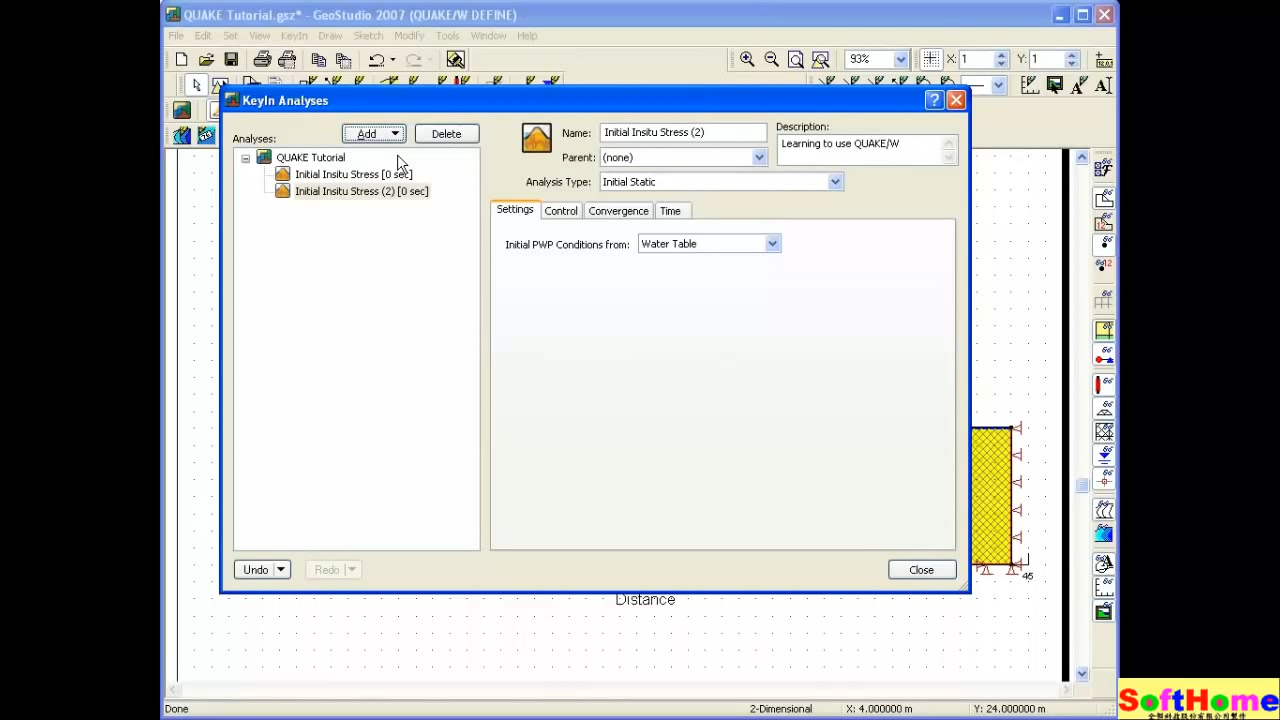 QUAKE Tutorial.gsz* - GeoStudio 2007 (QUAKE/W DEFINE)
File Edit Set View KeyIn Draw Sketch Modify Tools Window Help
93% X: 1 Y: 1
KeyIn Analyses
Analyses: Add Delete
QUAKE Tutorial
Initial Insitu Stress [0 sec]
Initial Insitu Stress (2) [0 sec]
Name: Initial Insitu Stress (2)
Parent: (none)
Analysis Type: Initial Static
Description:
Learning to use QUAKE/W
Settings Control Convergence Time
Initial PWP Conditions from: Water Table
Undo Redo Close
45
Distance
Done 2-Dimensional X: 4.000000 m Y: 24.000000 m
SoftHome